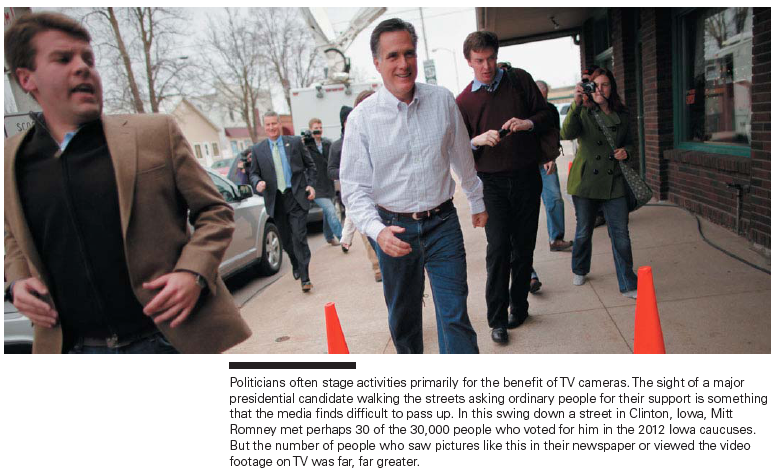 Politicians often stage activities primarily for the benefit of TV cameras. The sight of a major
presidential candidate walking the streets asking ordinary people for their support is something
that the media finds difficult to pass up. In this swing down a street in Clinton, Iowa, Mitt
Romney met perhaps 30 of the 30,000 people who voted for him in the 2012 Iowa caucuses.
But the number of people who saw pictures like this in their newspaper or viewed the video
footage on TV was far, far greater.